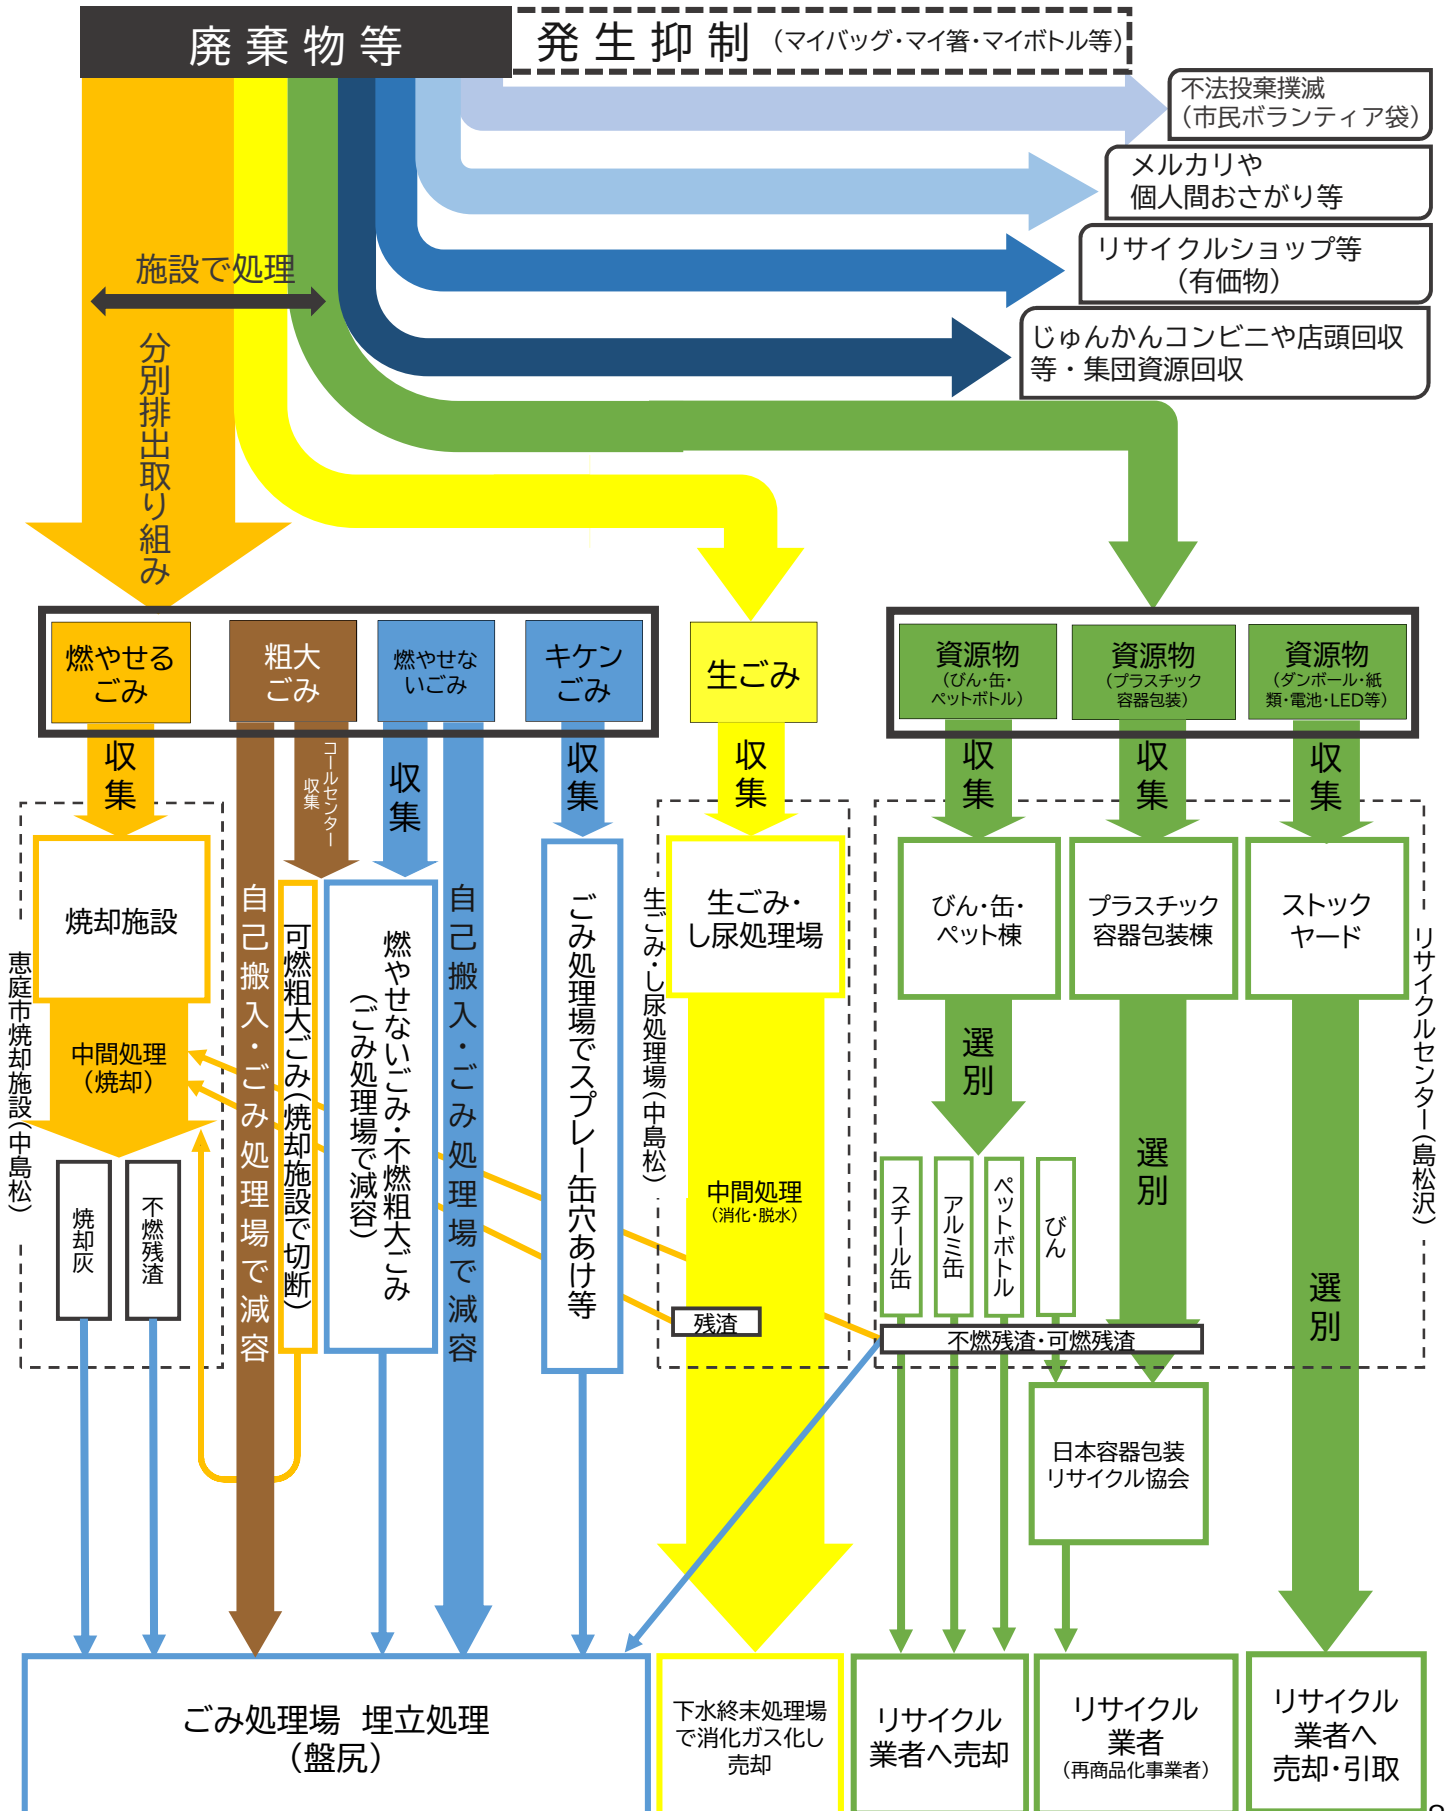 廃棄物等
発生抑制（マイバッグ・マイ箸・マイボトル等）
不法投棄撲滅
（市民ボランティア袋）
メルカリや
個人間おさがり等
リサイクルショップ等
（有価物）
じゅんかんコンビニや店頭回収
等・集団資源回収
施設で処理
分別排出取り組み
燃やせる
ごみ
粗大
ごみ
燃やせな
いごみ
キケン
ごみ
生ごみ
資源物
（びん・缶・
ペットボトル）
資源物
（プラスチック
容器包装）
資源物
（ダンボール・紙
類・電池・LED等）
収集
コールセンター
収集
収集
収集
収集
収集
収集
収集
焼却施設
恵庭市焼却施設（中島松）
自己搬入・ごみ処理場で減容
可燃粗大ごみ（焼却施設で切断）
燃やせないごみ・不燃粗大ごみ
（ごみ処理場で減容）
自己搬入・ごみ処理場で減容
ごみ処理場でスプレー缶穴あけ等
生ごみ・し尿処理場（中島松）
生ごみ・
し尿処理場
びん・缶・
ペット棟
プラスチック
容器包装棟
ストック
ヤード
リサイクルセンター（島松沢）
中間処理
（焼却）
焼却灰
不燃残渣
中間処理
（消化・脱水）
残渣
選別
選別
選別
スチール缶
アルミ缶
ペットボトル
びん
不燃残渣・可燃残渣
日本容器包装
リサイクル協会
ごみ処理場　埋立処理
（盤尻）
下水終末処理場
で消化ガス化し
売却
リサイクル
業者へ売却
リサイクル
業者
（再商品化事業者）
リサイクル
業者へ
売却・引取